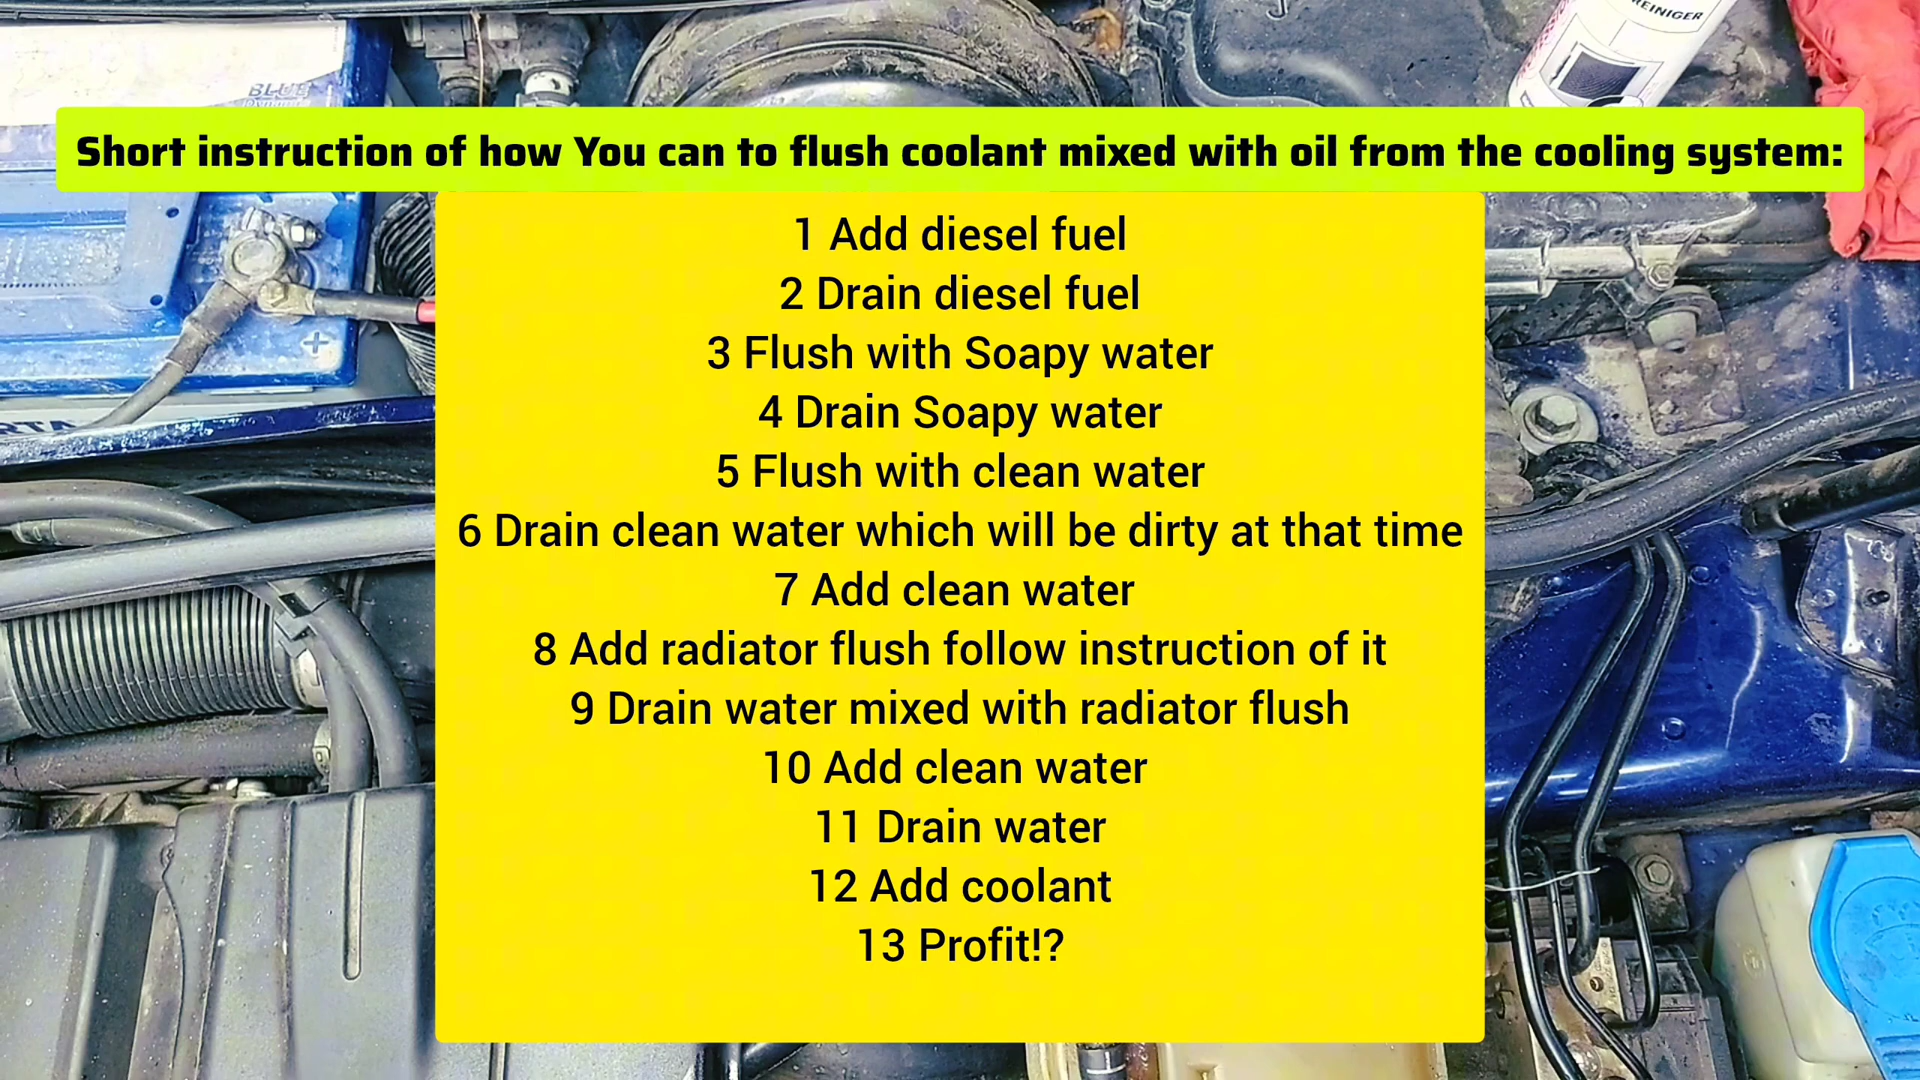 REINIGER
BLUE
Short instruction of how You can to flush coolant mixed with oil from the cooling system:
1 Add diesel fuel
2 Drain diesel fuel
3 Flush with Soapy water
4 Drain Soapy water
5 Flush with clean water
6 Drain clean water which will be dirty at that time
7 Add clean water
8 Add radiator flush follow instruction of it
9 Drain water mixed with radiator flush
10 Add clean water
11 Drain water
12 Add coolant
13 Profit!?